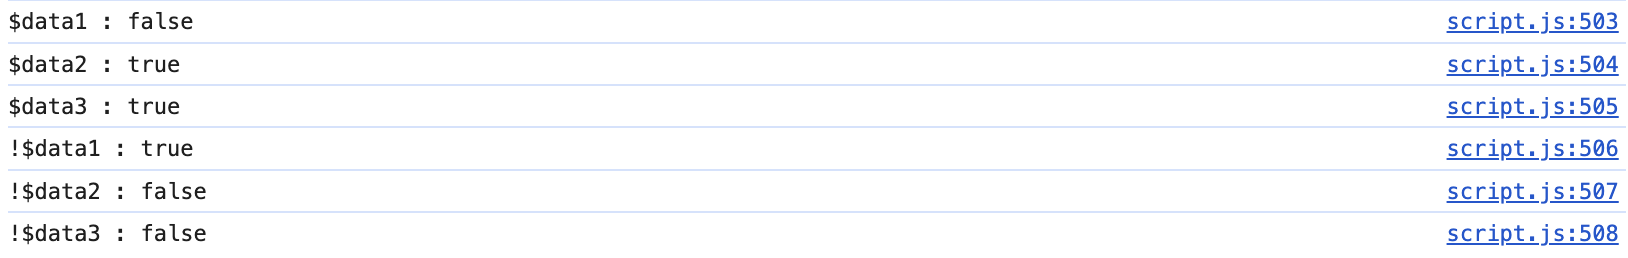 $data1 : false script.js:503
$data2 : true script.js:504
$data3 : true script.js:505
!$data1 : true script.js:506
!$data2 : false script.js:507
!$data3 : false script.js:508